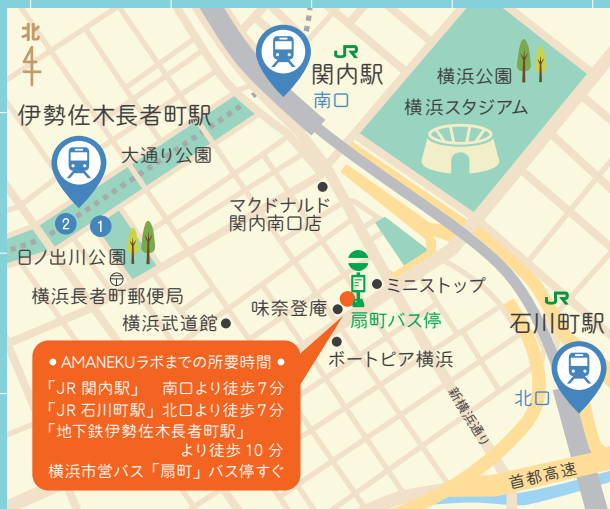 北
JR
関内駅
南口
横浜公園
横浜スタジアム
伊勢佐木長者町駅
大通り公園
マクドナルド
関内南口店
2
1
日ノ出川公園
〒
横浜長者町郵便局
横浜武道館
味奈登庵
ミニストップ
扇町バス停
ボートピア横浜
JR
石川町駅
北口
新横浜通り
首都高速
● AMANEKUラボまでの所要時間 ●
「JR 関内駅」 南口より徒歩7分
「JR 石川町駅」北口より徒歩7分
「地下鉄伊勢佐木長者町駅」
より徒歩 10 分
横浜市営バス「扇町」バス停すぐ